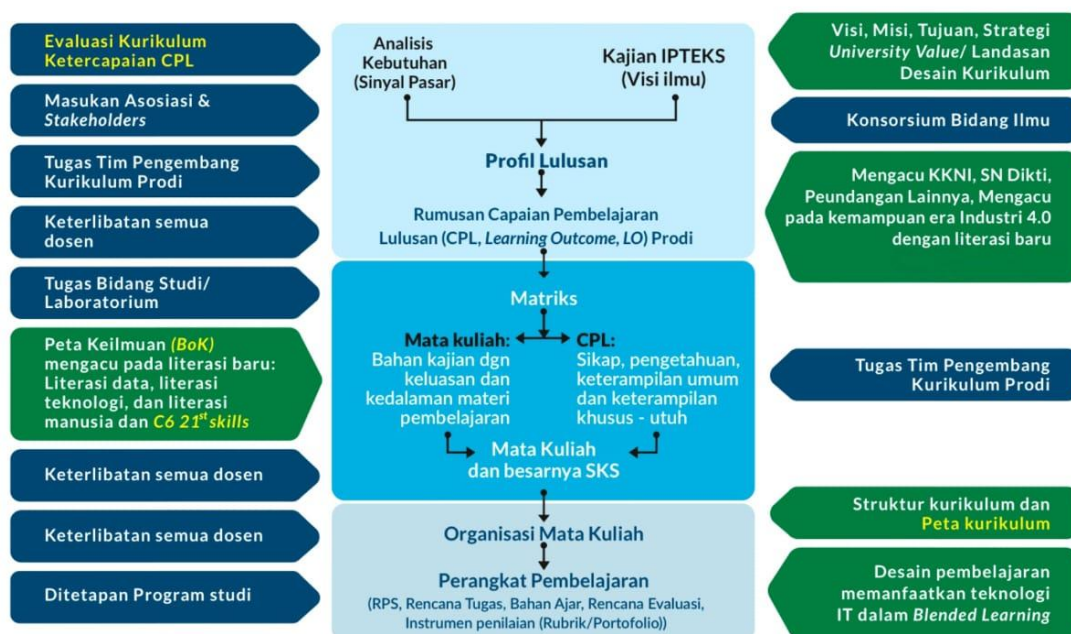 Evaluasi Kurikulum
Ketercapaian CPL
Masukan Asosiasi &
Stakeholders
Tugas Tim Pengembang
Kurikulum Prodi
Keterlibatan semua
dosen
Tugas Bidang Studi/
Laboratorium
Peta Keilmuan (BoK)
mengacu pada literasi baru:
Literasi data, literasi
teknologi, dan literasi
manusia dan C6 21st skills
Keterlibatan semua dosen
Keterlibatan semua dosen
Ditetapan Program studi
Analisis
Kebutuhan
(Sinyal Pasar)
Kajian IPTEKS
(Visi ilmu)
Profil Lulusan
Rumusan Capaian Pembelajaran
Lulusan (CPL, Learning Outcome, LO) Prodi
Matriks
Mata kuliah:
Bahan kajian dgn
keluasan dan
kedalaman materi
pembelajaran
CPL:
Sikap, pengetahuan,
keterampilan umum
dan keterampilan
khusus - utuh
Mata Kuliah
dan besarnya SKS
Organisasi Mata Kuliah
Perangkat Pembelajaran
(RPS, Rencana Tugas, Bahan Ajar, Rencana Evaluasi,
Instrumen penilaian (Rubrik/Portofolio))
Visi, Misi, Tujuan, Strategi
University Value/ Landasan
Desain Kurikulum
Konsorsium Bidang Ilmu
Mengacu KKNI, SN Dikti,
Peundangan Lainnya, Mengacu
pada kemampuan era Industri 4.0
dengan literasi baru
Tugas Tim Pengembang
Kurikulum Prodi
Struktur kurikulum dan
Peta kurikulum
Desain pembelajaran
memanfaatkan teknologi
IT dalam Blended Learning